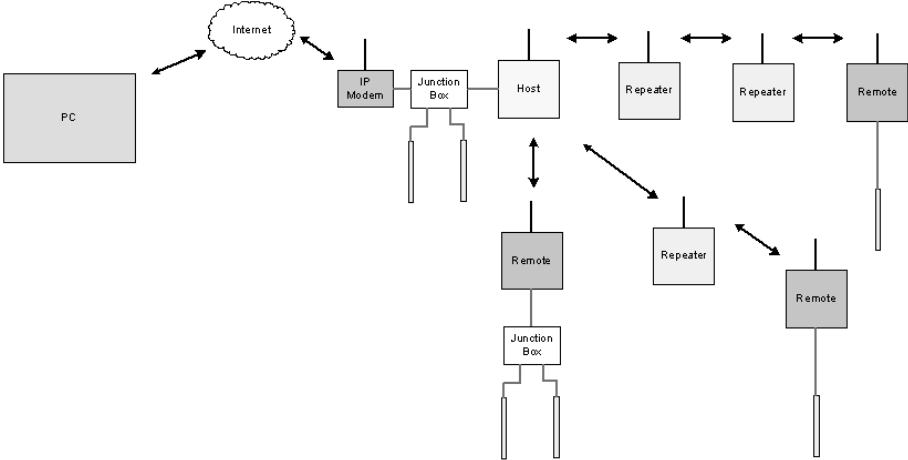 Internet
PC
IP
Modem
Junction
Box
Host
Repeater
Repeater
Remote
Remote
Repeater
Remote
Junction
Box